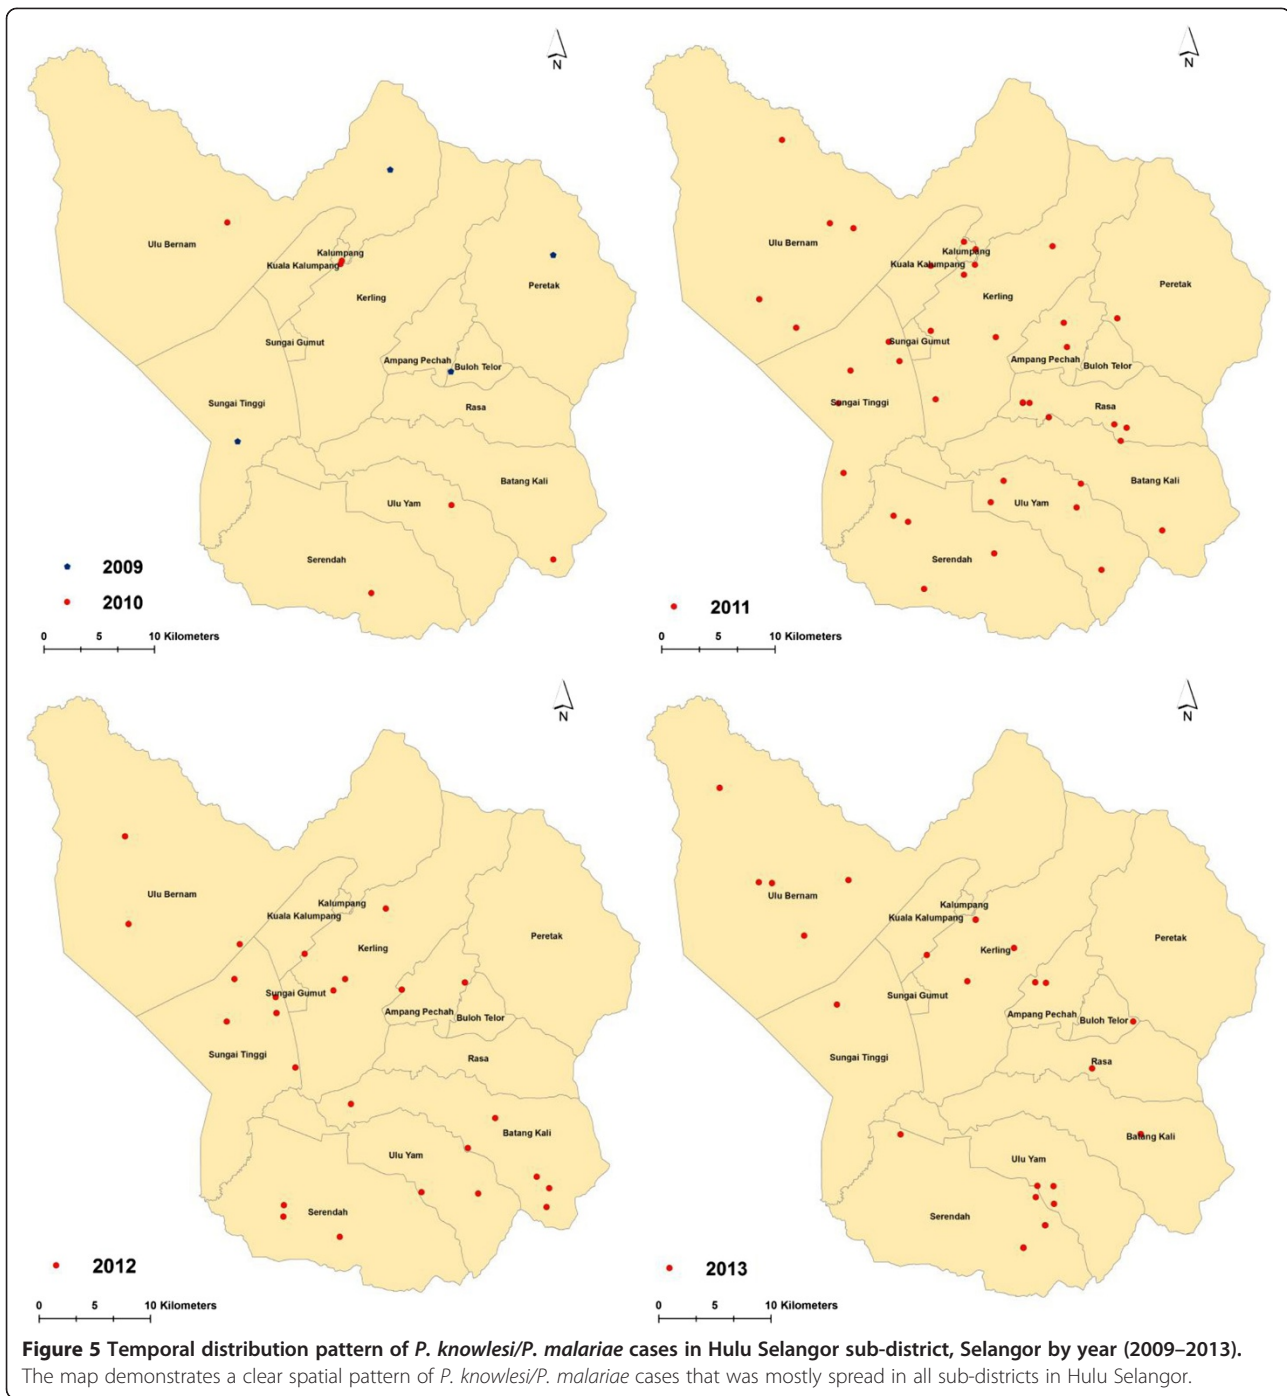 N
Ulu Bernam
Kalumpang
Kuala Kalumpang
Kerling
Peretak
Sungai Gumut
Ampang Pechah
Buloh Telor
Sungai Tinggi
Rasa
Batang Kali
Ulu Yam
Serendah
2009
2010
0 5 10 Kilometers
N
Ulu Bernam
Kalumpang
Kuala Kalumpang
Kerling
Peretak
Sungai Gumut
Ampang Pechah
Buloh Telor
Sungai Tinggi
Rasa
Batang Kali
Ulu Yam
Serendah
2011
0 5 10 Kilometers
N
Ulu Bernam
Kalumpang
Kuala Kalumpang
Kerling
Peretak
Sungai Gumut
Ampang Pechah
Buloh Telor
Sungai Tinggi
Rasa
Batang Kali
Ulu Yam
Serendah
2012
0 5 10 Kilometers
N
Ulu Bernam
Kalumpang
Kuala Kalumpang
Kerling
Peretak
Sungai Gumut
Ampang Pechah
Buloh Telor
Sungai Tinggi
Rasa
Batang Kali
Ulu Yam
Serendah
2013
0 5 10 Kilometers
Figure 5 Temporal distribution pattern of P. knowlesi/P. malariae cases in Hulu Selangor sub-district, Selangor by year (2009–2013).
The map demonstrates a clear spatial pattern of P. knowlesi/P. malariae cases that was mostly spread in all sub-districts in Hulu Selangor.